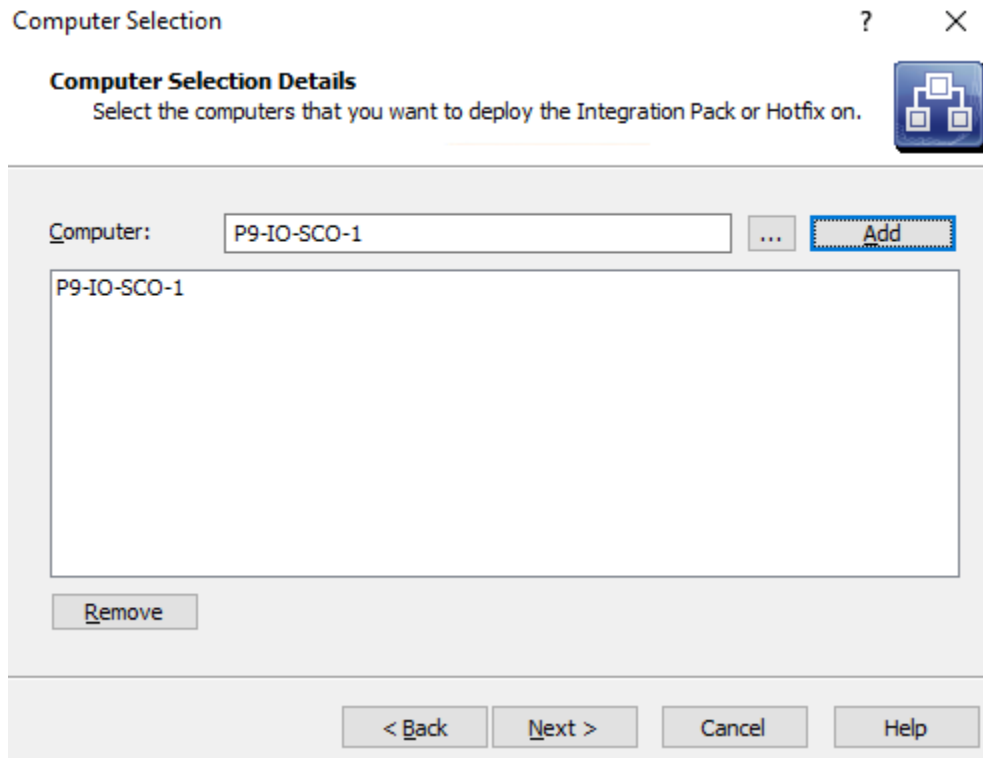 Computer Selection ? ×
Computer Selection Details
Select the computers that you want to deploy the Integration Pack or Hotfix on.
Computer: P9-IO-SCO-1 ... Add
P9-IO-SCO-1
Remove
< Back Next > Cancel Help